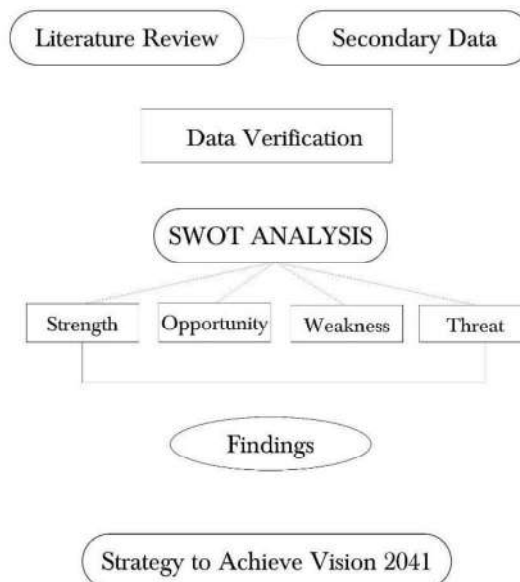 Literature Review
Secondary Data
Data Verification
SWOT ANALYSIS
Strength
Opportunity
Weakness
Threat
Findings
Strategy to Achieve Vision 2041